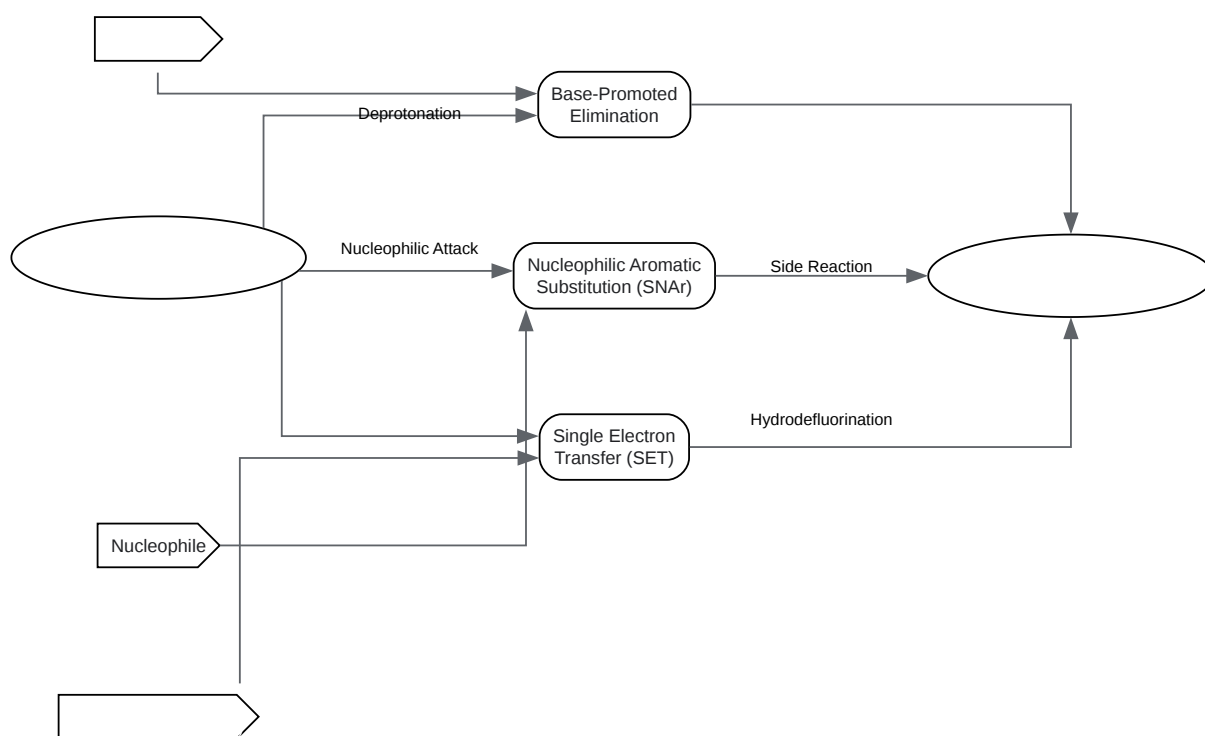 Base-Promoted
Elimination
Deprotonation
Nucleophilic Attack
Nucleophilic Aromatic
Substitution (SNAr)
Side Reaction
Single Electron
Transfer (SET)
Hydrodefluorination
Nucleophile